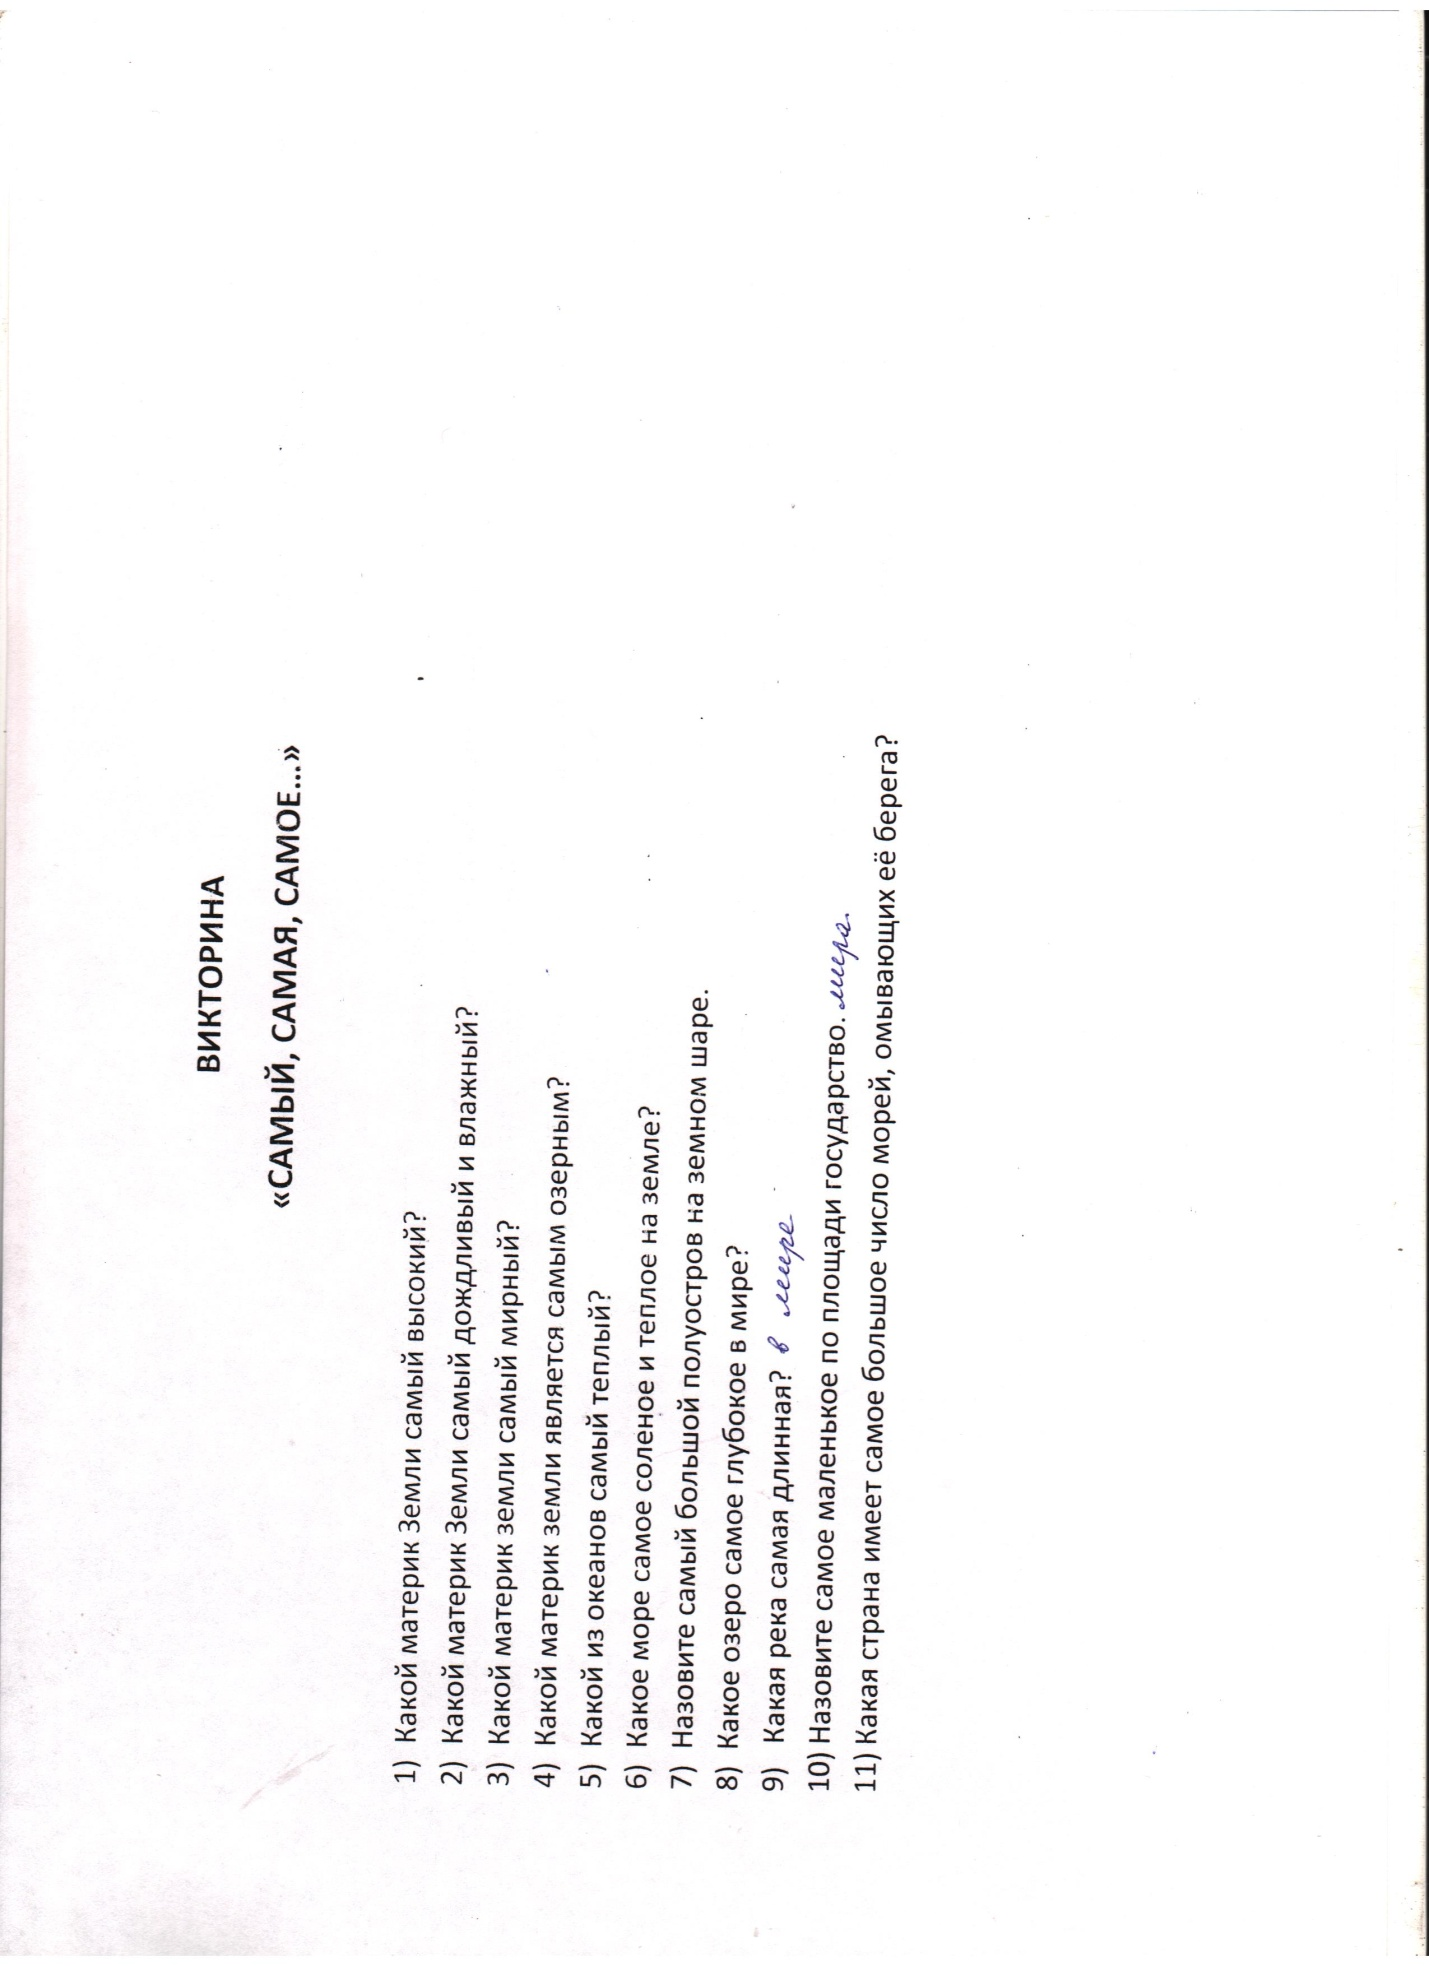 ВИКТОРИНА
«САМЫЙ, САМАЯ, САМОЕ...»
1) Какой материк Земли самый высокий?
2) Какой материк Земли самый дождливый и влажный?
3) Какой материк земли самый мирный?
4) Какой материк земли является самым озерным?
5) Какой из океанов самый теплый?
6) Какое море самое соленое и теплое на земле?
7) Назовите самый большой полуостров на земном шаре.
8) Какое озеро самое глубокое в мире?
9) Какая река самая длинная? в мире
10) Назовите самое маленькое по площади государство. мира.
11) Какая страна имеет самое большое число морей, омывающих её берега?